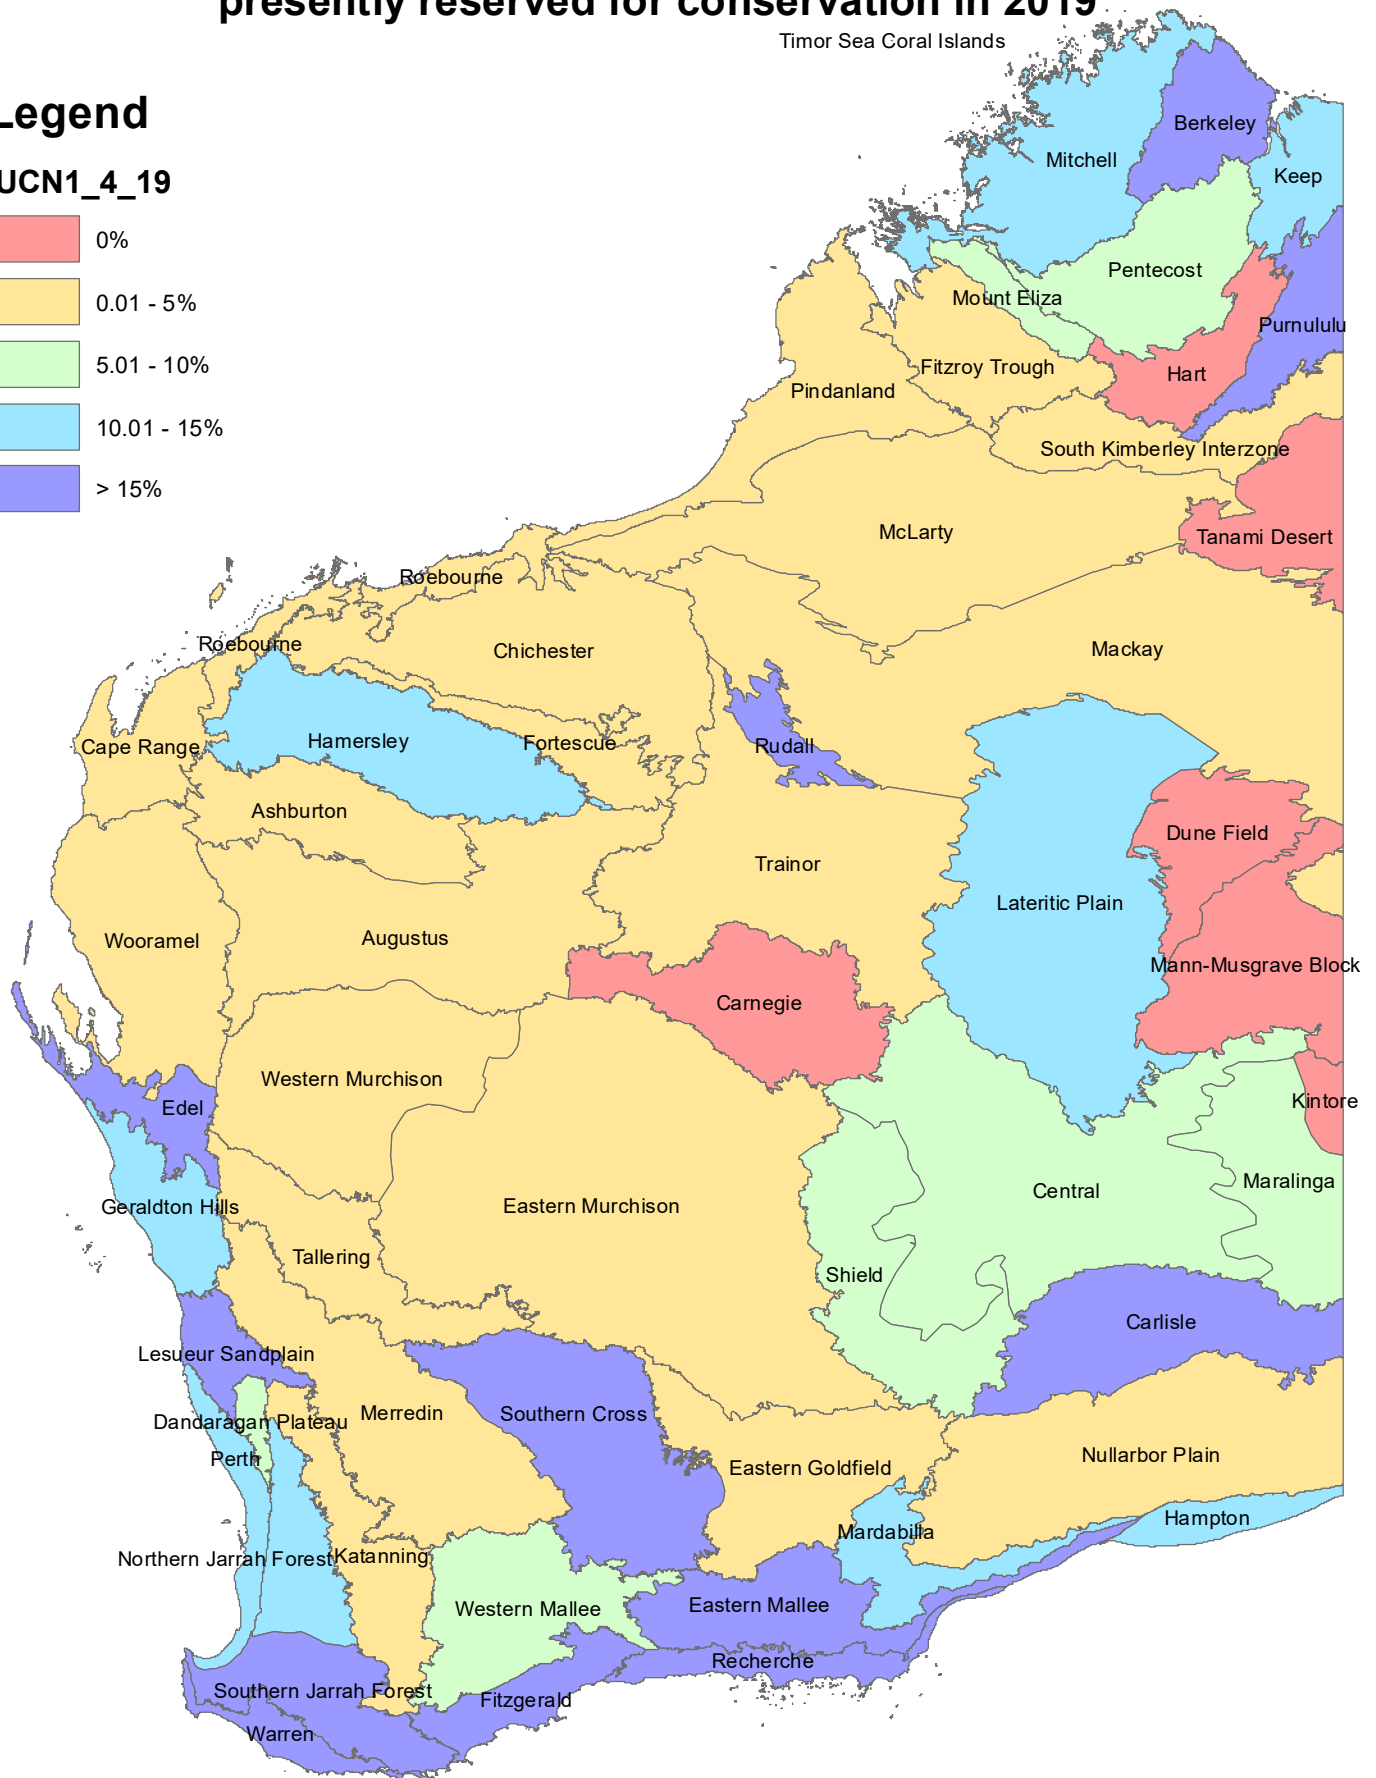 presently reserved for conservation in 2019
Timor Sea Coral Islands
Legend
UCN1_4_19
0%
0.01 - 5%
5.01 - 10%
10.01 - 15%
> 15%
Berkeley
Mitchell
Keep
Pentecost
Mount Eliza
Purnululu
Fitzroy Trough
Hart
Pindanland
South Kimberley Interzone
McLarty
Tanami Desert
Roebourne
Roebourne
Chichester
Mackay
Hamersley
Fortescue
Cape Range
Rudall
Ashburton
Dune Field
Trainor
Lateritic Plain
Augustus
Wooramel
Mann-Musgrave Block
Carnegie
Western Murchison
Kintore
Edel
Maralinga
Central
Geraldton Hills
Eastern Murchison
Tallering
Shield
Carlisle
Lesueur Sandplain
Merredin
Southern Cross
Dandaragan Plateau
Nullarbor Plain
Perth
Eastern Goldfield
Hampton
Mardabilla
Northern Jarrah Forest
Katanning
Western Mallee
Eastern Mallee
Recherche
Southern Jarrah Forest
Fitzgerald
Warren